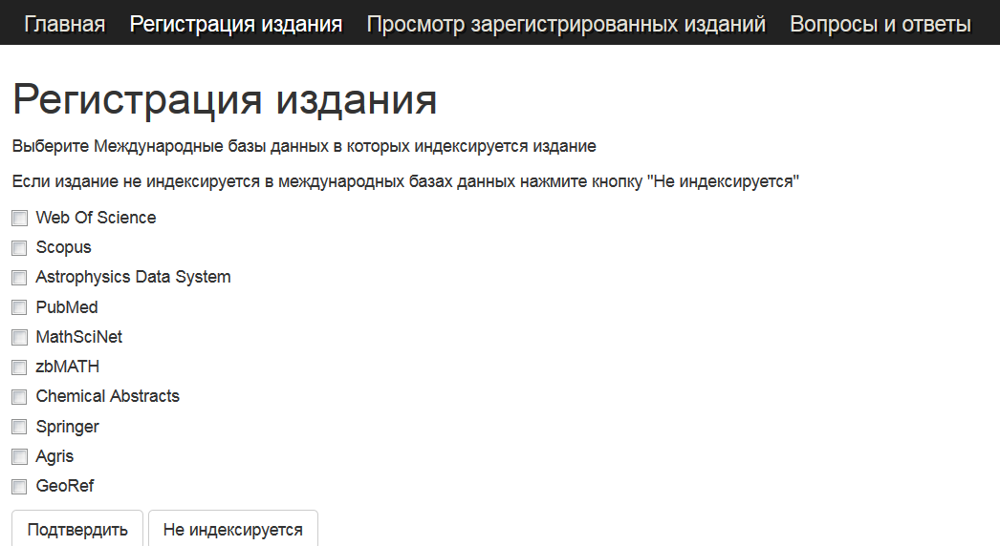 Главная Регистрация издания Просмотр зарегистрированных изданий Вопросы и ответы
Регистрация издания
Выберите Международные базы данных в которых индексируется издание
Если издание не индексируется в международных базах данных нажмите кнопку "Не индексируется"
Web Of Science
Scopus
Astrophysics Data System
PubMed
MathSciNet
zbMATH
Chemical Abstracts
Springer
Agris
GeoRef
Подтвердить Не индексируется